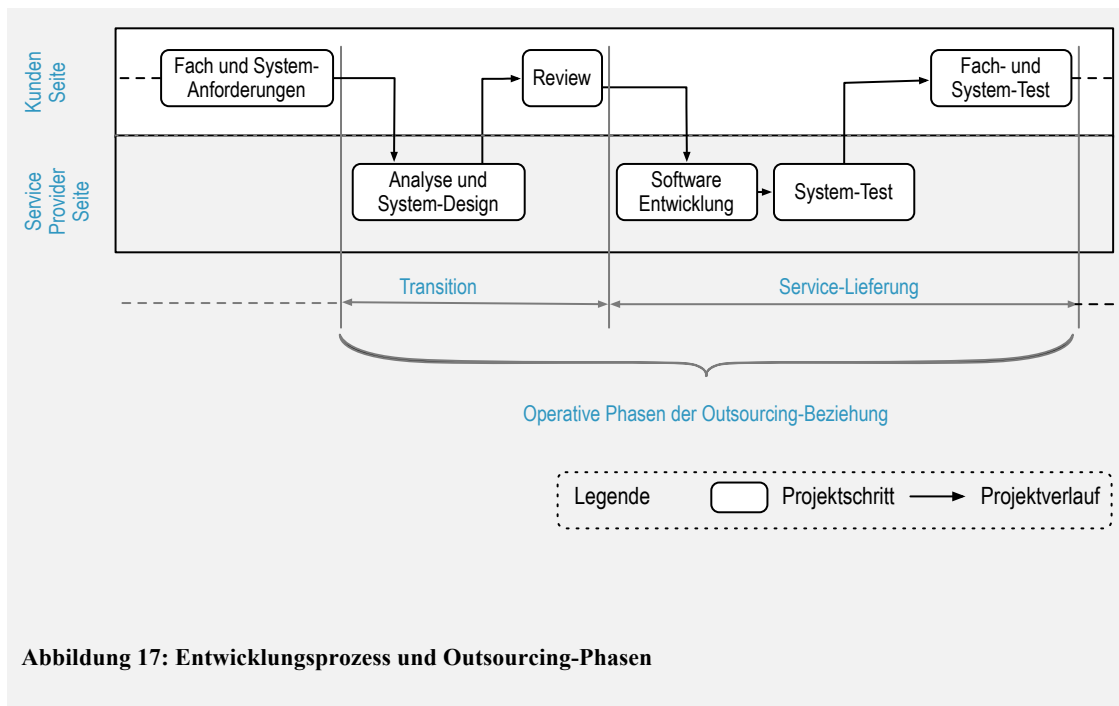 Kunden
Seite
Fach und System-
Anforderungen
Review
Fach- und
System-Test
Service
Provider
Seite
Analyse und
System-Design
Software
Entwicklung
System-Test
Transition
Service-Lieferung
Operative Phasen der Outsourcing-Beziehung
Legende
Projektschritt
Projektverlauf
Abbildung 17: Entwicklungsprozess und Outsourcing-Phasen